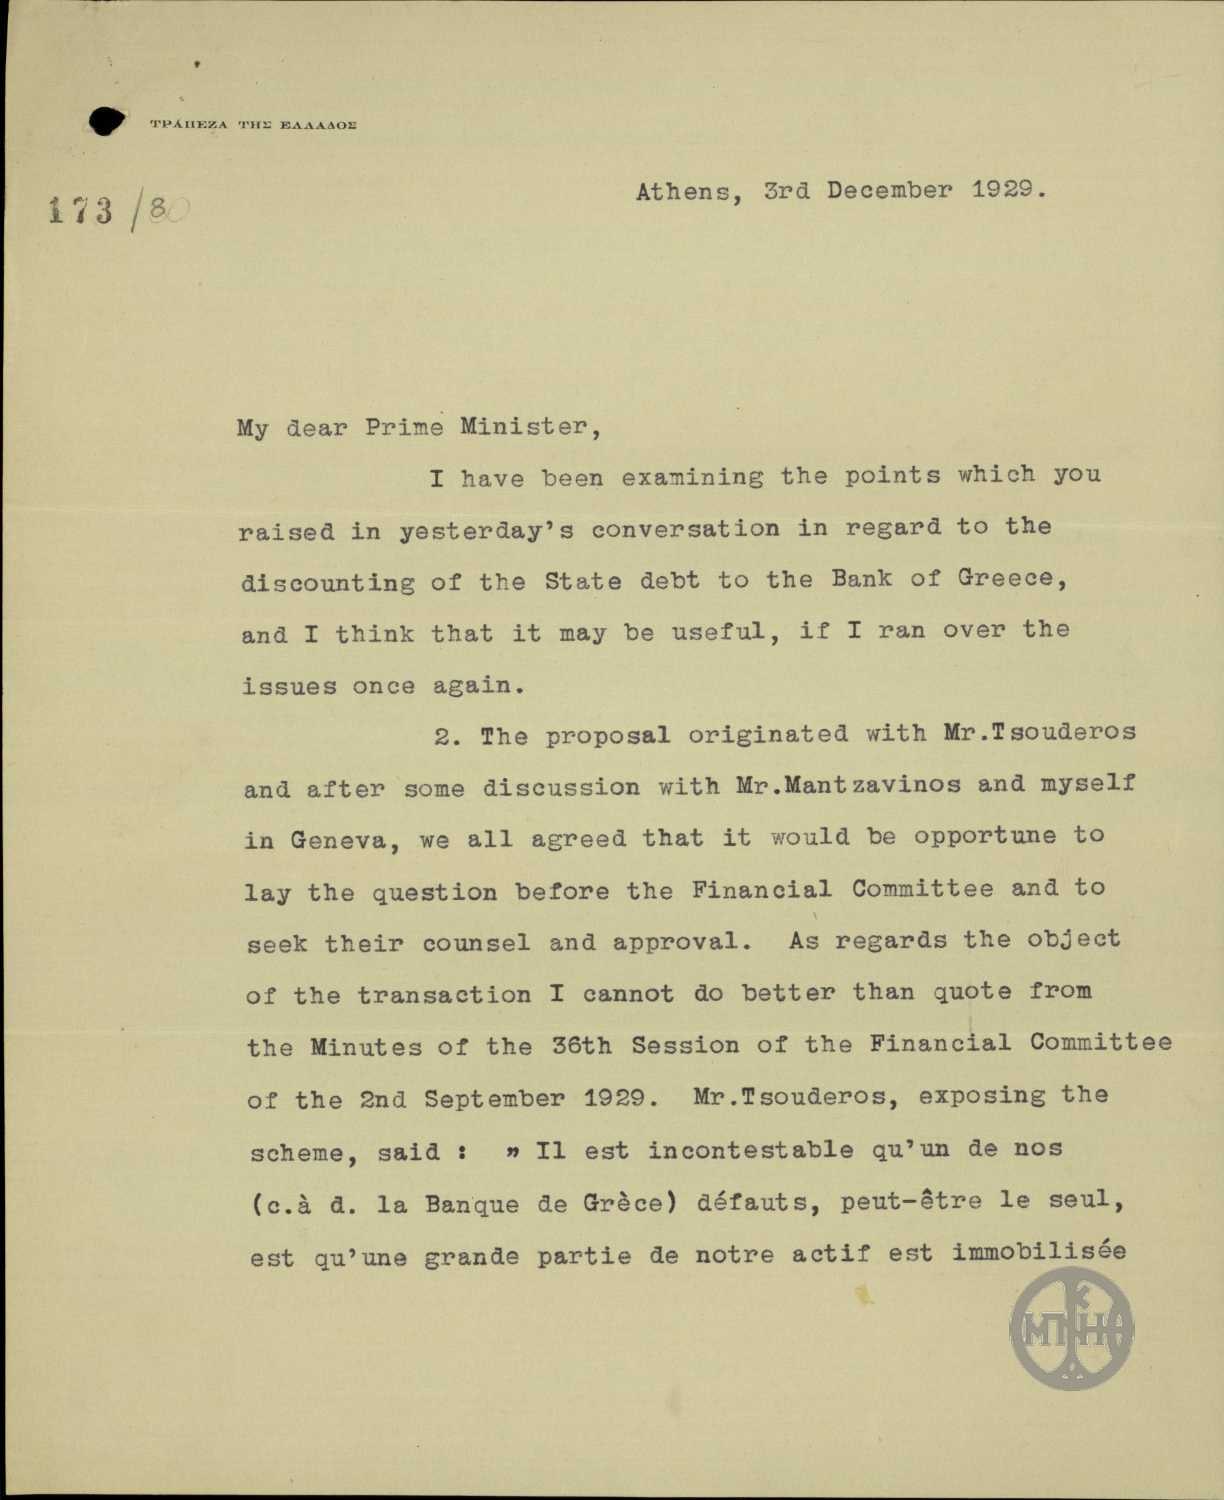 ΤΡΑΠΕΖΑ ΤΗΣ ΕΛΛΑΔΟΣ
Athens, 3rd December 1929.
173/80
My dear Prime Minister,
I have been examining the points which you
raised in yesterday's conversation in regard to the
discounting of the State debt to the Bank of Greece,
and I think that it may be useful, if I ran over the
issues once again.
2. The proposal originated with Mr.Tsouderos
and after some discussion with Mr.Mantzavinos and myself
in Geneva, we all agreed that it would be opportune to
lay the question before the Financial Committee and to
seek their counsel and approval. As regards the object
of the transaction I cannot do better than quote from
the Minutes of the 36th Session of the Financial Committee
of the 2nd September 1929. Mr.Tsouderos, exposing the
scheme, said : " Il est incontestable qu'un de nos
(c.à d. la Banque de Grèce) défauts, peut-être le seul,
est qu'une grande partie de notre actif est immobilisée